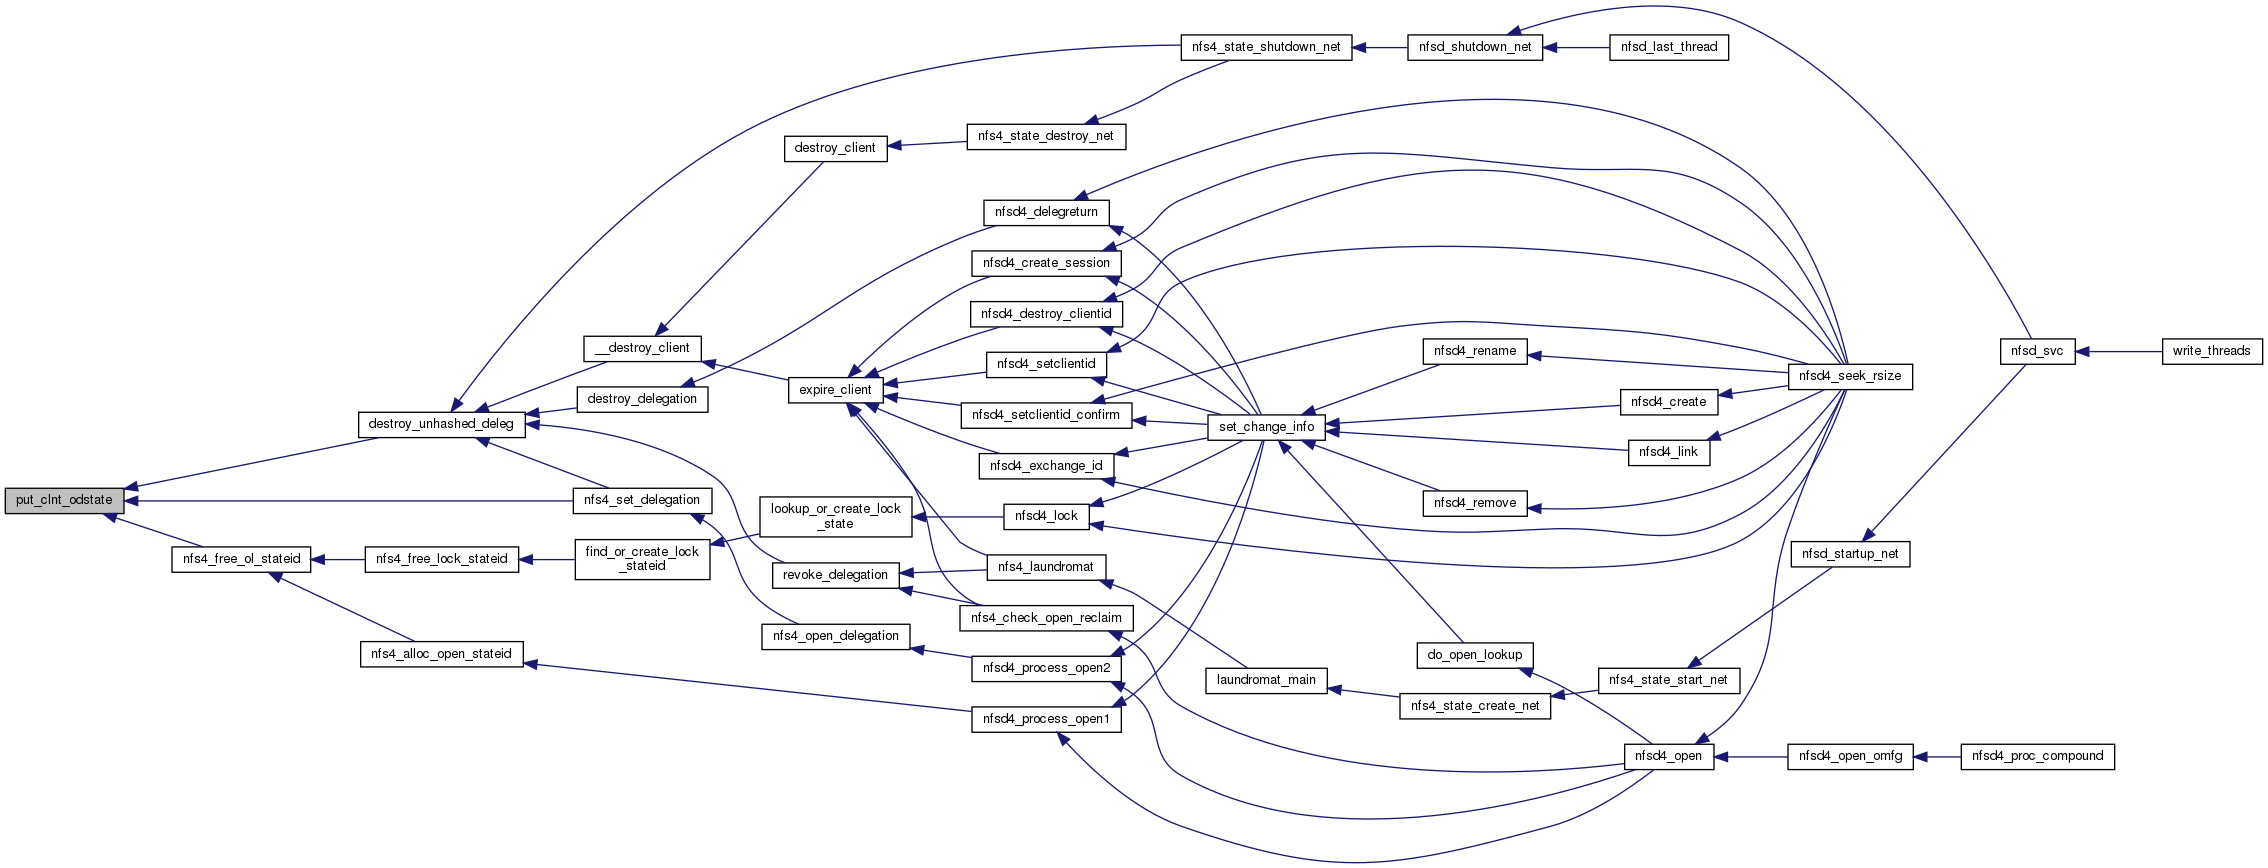 put_clnt_odstate
destroy_unhashed_deleg
nfs4_free_ol_stateid
nfs4_free_lock_stateid
nfs4_alloc_open_stateid
__destroy_client
destroy_delegation
nfs4_set_delegation
find_or_create_lock
_stateid
destroy_client
expire_client
lookup_or_create_lock
_state
revoke_delegation
nfs4_open_delegation
nfs4_state_destroy_net
nfsd4_delegreturn
nfsd4_create_session
nfsd4_destroy_clientid
nfsd4_setclientid
nfsd4_setclientid_confirm
nfsd4_exchange_id
nfsd4_lock
nfs4_laundromat
nfs4_check_open_reclaim
nfsd4_process_open2
nfsd4_process_open1
nfs4_state_shutdown_net
set_change_info
laundromat_main
nfsd_shutdown_net
nfsd4_rename
nfsd4_remove
do_open_lookup
nfs4_state_create_net
nfsd_last_thread
nfsd4_create
nfsd4_link
nfs4_state_start_net
nfsd4_open
nfsd4_seek_rsize
nfsd_startup_net
nfsd4_open_omfg
nfsd_svc
nfsd4_proc_compound
write_threads